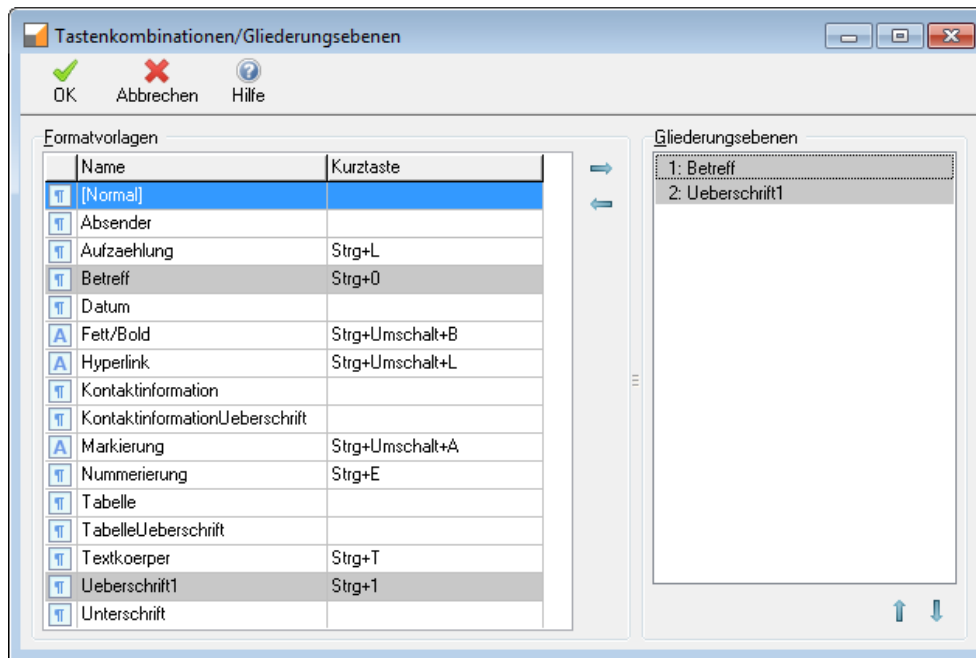 Tastenkombinationen/Gliederungsebenen
OK Abbrechen Hilfe
Formatvorlagen
Name Kurztaste
[Normal]
Absender
Aufzaehlung Strg+L
Betreff Strg+0
Datum
Fett/Bold Strg+Umschalt+B
Hyperlink Strg+Umschalt+L
Kontaktinformation
KontaktinformationUeberschrift
Markierung Strg+Umschalt+A
Nummerierung Strg+E
Tabelle
TabelleUeberschrift
Textkoerper Strg+T
Ueberschrift1 Strg+1
Unterschrift
Gliederungsebenen
1: Betreff
2: Ueberschrift1